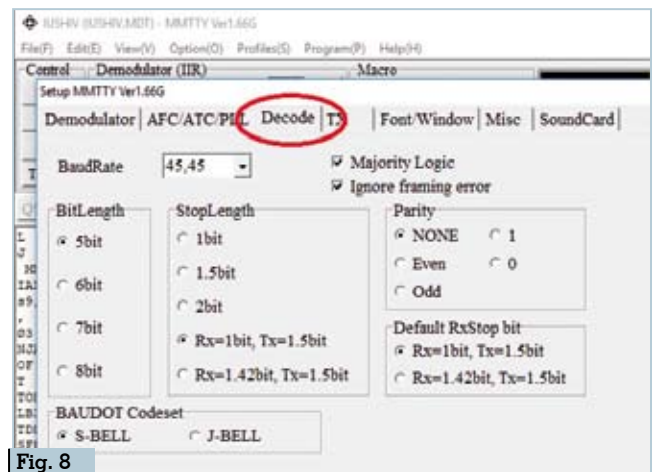 IU5HIV (IU5HIV.MDT) - MMTTY Ver1.66G
File(F) Edit(E) View(V) Option(O) Profiles(S) Program(P) Help(H)
Control Demodulator (IIR) Macro
Setup MMTTY Ver1.66G
Demodulator AFC/ATC/PLL Decode TX Font/Window Misc SoundCard
BaudRate 45,45 Majority Logic
Ignore framing error
BitLength StopLength Parity
5bit 1bit NONE 1
6bit 1.5bit Even 0
7bit 2bit Odd
8bit Rx=1bit, Tx=1.5bit Default RxStop bit
Rx=1.42bit, Tx=1.5bit Rx=1bit, Tx=1.5bit
Rx=1.42bit, Tx=1.5bit
BAUDOT Codeset
S-BELL J-BELL
Fig. 8